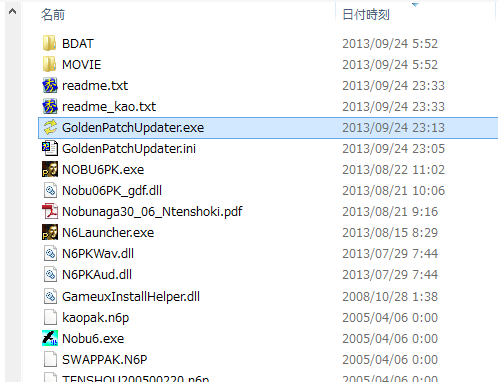 名前 日付時刻
BDAT 2013/09/24 5:52
MOVIE 2013/09/24 5:52
readme.txt 2013/09/24 23:33
readme_kao.txt 2013/09/24 23:33
GoldenPatchUpdater.exe 2013/09/24 23:13
GoldenPatchUpdater.ini 2013/09/24 23:05
NOBU6PK.exe 2013/08/22 11:02
Nobu06PK_gdf.dll 2013/08/21 10:06
Nobunaga30_06_Ntenshoki.pdf 2013/08/21 9:16
N6Launcher.exe 2013/08/15 8:29
N6PKWav.dll 2013/07/29 7:44
N6PKAud.dll 2013/07/29 7:44
GameuxInstallHelper.dll 2008/10/28 1:38
kaopak.n6p 2005/04/06 0:00
Nobu6.exe 2005/04/06 0:00
SWAPPAK.N6P 2005/04/06 0:00
TENSHOU200500220.n6p 2005/04/06 0:00